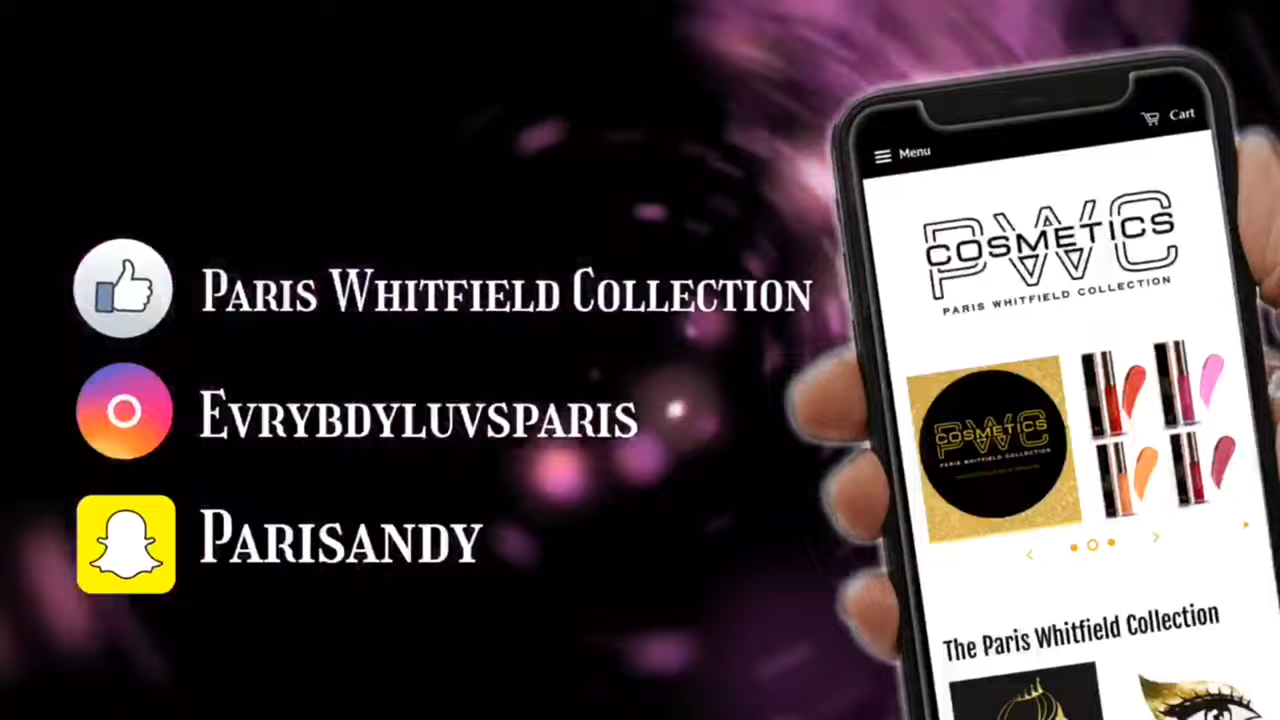 Paris Whitfield Collection
Evrybdyluvsparis
Parisandy
Menu
Cart
PWC
COSMETICS
PARIS WHITFIELD COLLECTION
PWC
COSMETICS
PARIS WHITFIELD COLLECTION
The Paris Whitfield Collection